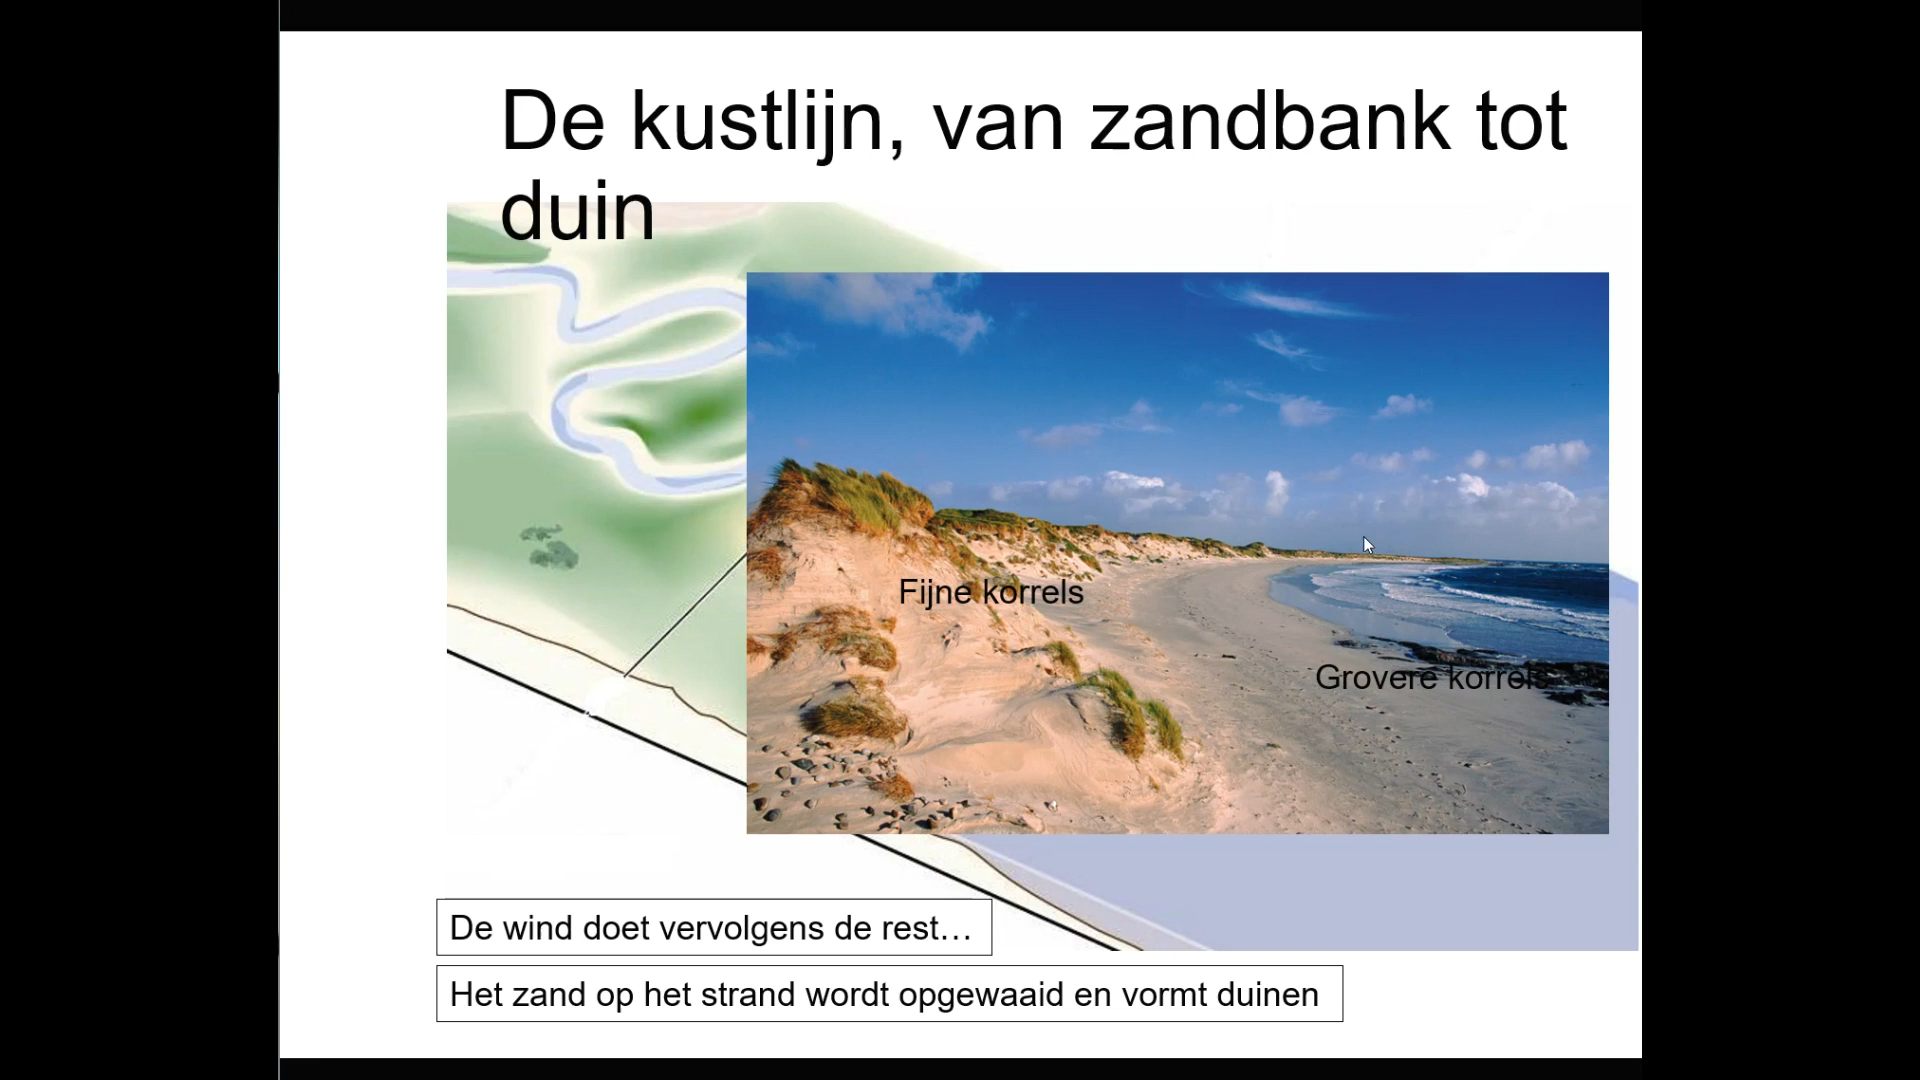 De kustlijn, van zandbank tot
duin
Fijne korrels
Grovere korrels
De wind doet vervolgens de rest…
Het zand op het strand wordt opgewaaid en vormt duinen